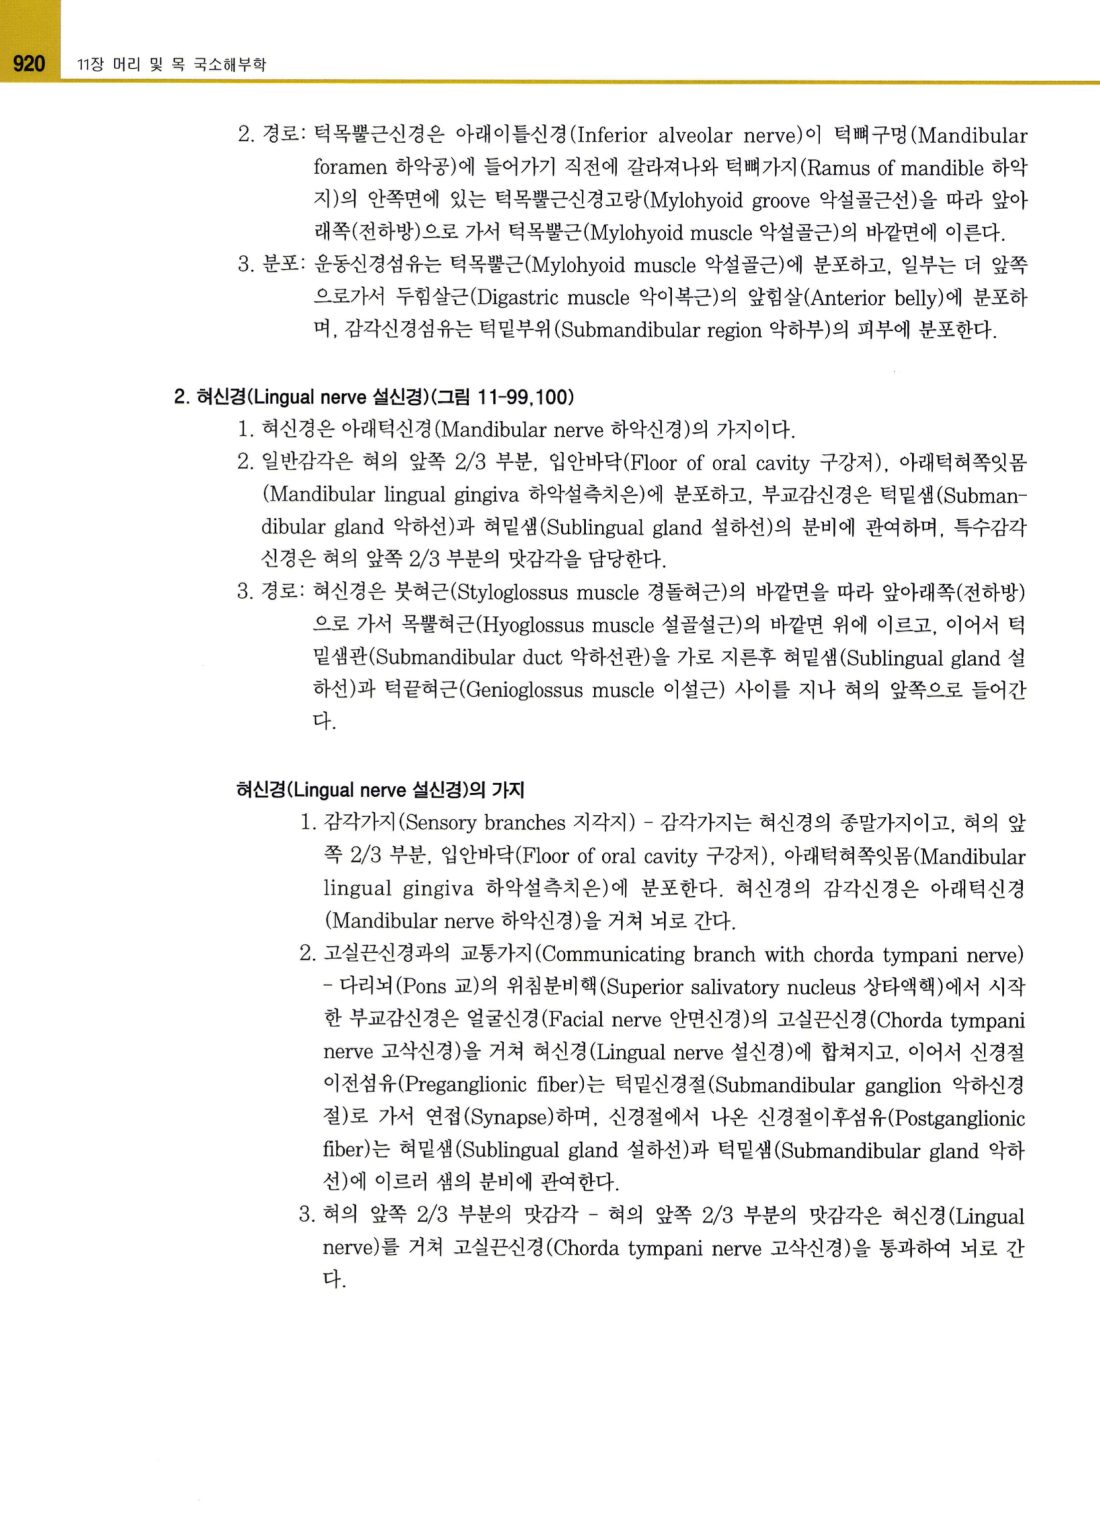 920 11장 머리 및 목 국소해부학
2. 경로: 턱목뿔근신경은 아래이틀신경(Inferior alveolar nerve)이 턱뼈구멍(Mandibular
foramen 하악공)에 들어가기 직전에 갈라져나와 턱뼈가지(Ramus of mandible 하악
지)의 안쪽면에 있는 턱목뿔근신경고랑(Mylohyoid groove 악설골근선)을 따라 앞아
래쪽(전하방)으로 가서 턱목뿔근(Mylohyoid muscle 악설골근)의 바깥면에 이른다.
3. 분포: 운동신경섬유는 턱목뿔근(Mylohyoid muscle 악설골근)에 분포하고, 일부는 더 앞쪽
으로가서 두힘살근(Digastric muscle 악이복근)의 앞힘살(Anterior belly)에 분포하
며, 감각신경섬유는 턱밑부위(Submandibular region 악하부)의 피부에 분포한다.
2. 혀신경(Lingual nerve 설신경)(그림 11-99,100)
1. 혀신경은 아래턱신경(Mandibular nerve 하악신경)의 가지이다.
2. 일반감각은 혀의 앞쪽 2/3 부분, 입안바닥(Floor of oral cavity 구강저), 아래턱혀쪽잇몸
(Mandibular lingual gingiva 하악설측치은)에 분포하고, 부교감신경은 턱밑샘(Subman-
dibular gland 악하선)과 혀밑샘(Sublingual gland 설하선)의 분비에 관여하며, 특수감각
신경은 혀의 앞쪽 2/3 부분의 맛감각을 담당한다.
3. 경로: 혀신경은 붓혀근(Styloglossus muscle 경돌혀근)의 바깥면을 따라 앞아래쪽(전하방)
으로 가서 목뿔혀근(Hyoglossus muscle 설골설근)의 바깥면 위에 이르고, 이어서 턱
밑샘관(Submandibular duct 악하선관)을 가로 지른후 혀밑샘(Sublingual gland 설
하선)과 턱끝혀근(Genioglossus muscle 이설근) 사이를 지나 혀의 앞쪽으로 들어간
다.
혀신경(Lingual nerve 설신경)의 가지
1. 감각가지(Sensory branches 지각지) - 감각가지는 혀신경의 종말가지이고, 혀의 앞
쪽 2/3 부분, 입안바닥(Floor of oral cavity 구강저), 아래턱혀쪽잇몸(Mandibular
lingual gingiva 하악설측치은)에 분포한다. 혀신경의 감각신경은 아래턱신경
(Mandibular nerve 하악신경)을 거쳐 뇌로 간다.
2. 고실끈신경과의 교통가지(Communicating branch with chorda tympani nerve)
- 다리뇌(Pons 교)의 위침분비핵(Superior salivatory nucleus 상타액핵)에서 시작
한 부교감신경은 얼굴신경(Facial nerve 안면신경)의 고실끈신경(Chorda tympani
nerve 고삭신경)을 거쳐 혀신경(Lingual nerve 설신경)에 합쳐지고, 이어서 신경절
이전섬유(Preganglionic fiber)는 턱밑신경절(Submandibular ganglion 악하신경
절)로 가서 연접(Synapse)하며, 신경절에서 나온 신경절이후섬유(Postganglionic
fiber)는 혀밑샘(Sublingual gland 설하선)과 턱밑샘(Submandibular gland 악하
선)에 이르러 샘의 분비에 관여한다.
3. 혀의 앞쪽 2/3 부분의 맛감각 - 혀의 앞쪽 2/3 부분의 맛감각은 혀신경(Lingual
nerve)를 거쳐 고실끈신경(Chorda tympani nerve 고삭신경)을 통과하여 뇌로 간
다.